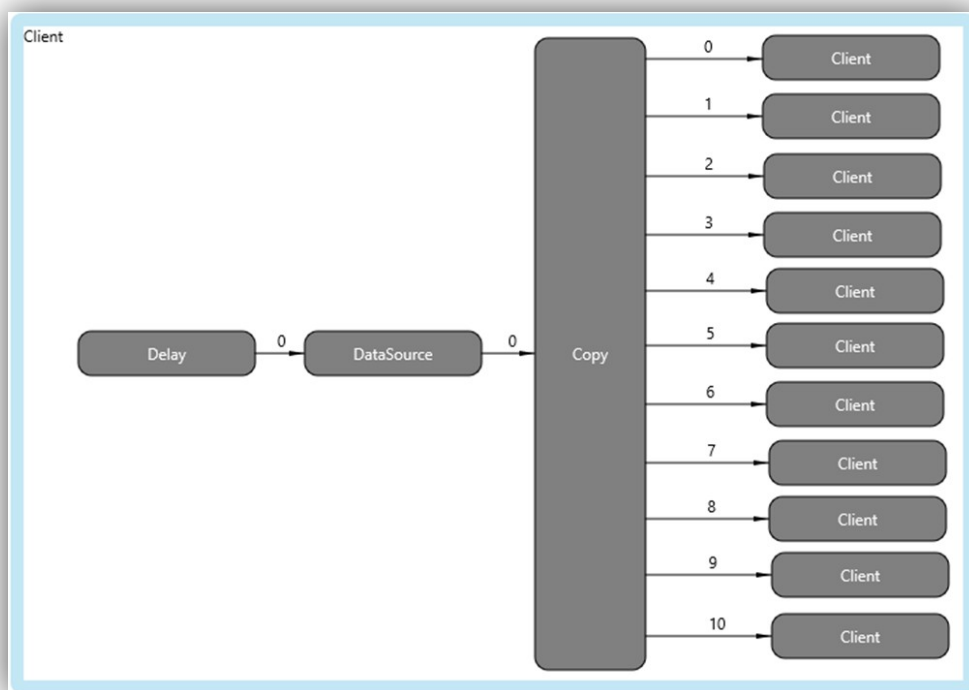 Client
0
Client
1
Client
2
Client
3
Client
4
Client
Delay
0
DataSource
0
Copy
5
Client
6
Client
7
Client
8
Client
9
Client
10
Client